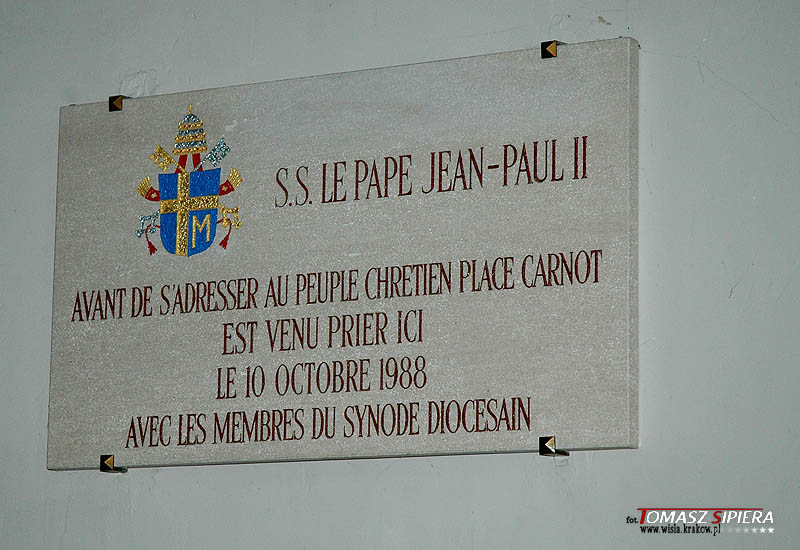 S.S. LE PAPE JEAN-PAUL II
M
AVANT DE S'ADRESSER AU PEUPLE CHRETIEN PLACE CARNOT
EST VENU PRIER ICI
LE 10 OCTOBRE 1988
AVEC LES MEMBRES DU SYNODE DIOCESAIN
fot. TOMASZ SIPIERA
www.wisla.krakow.pl